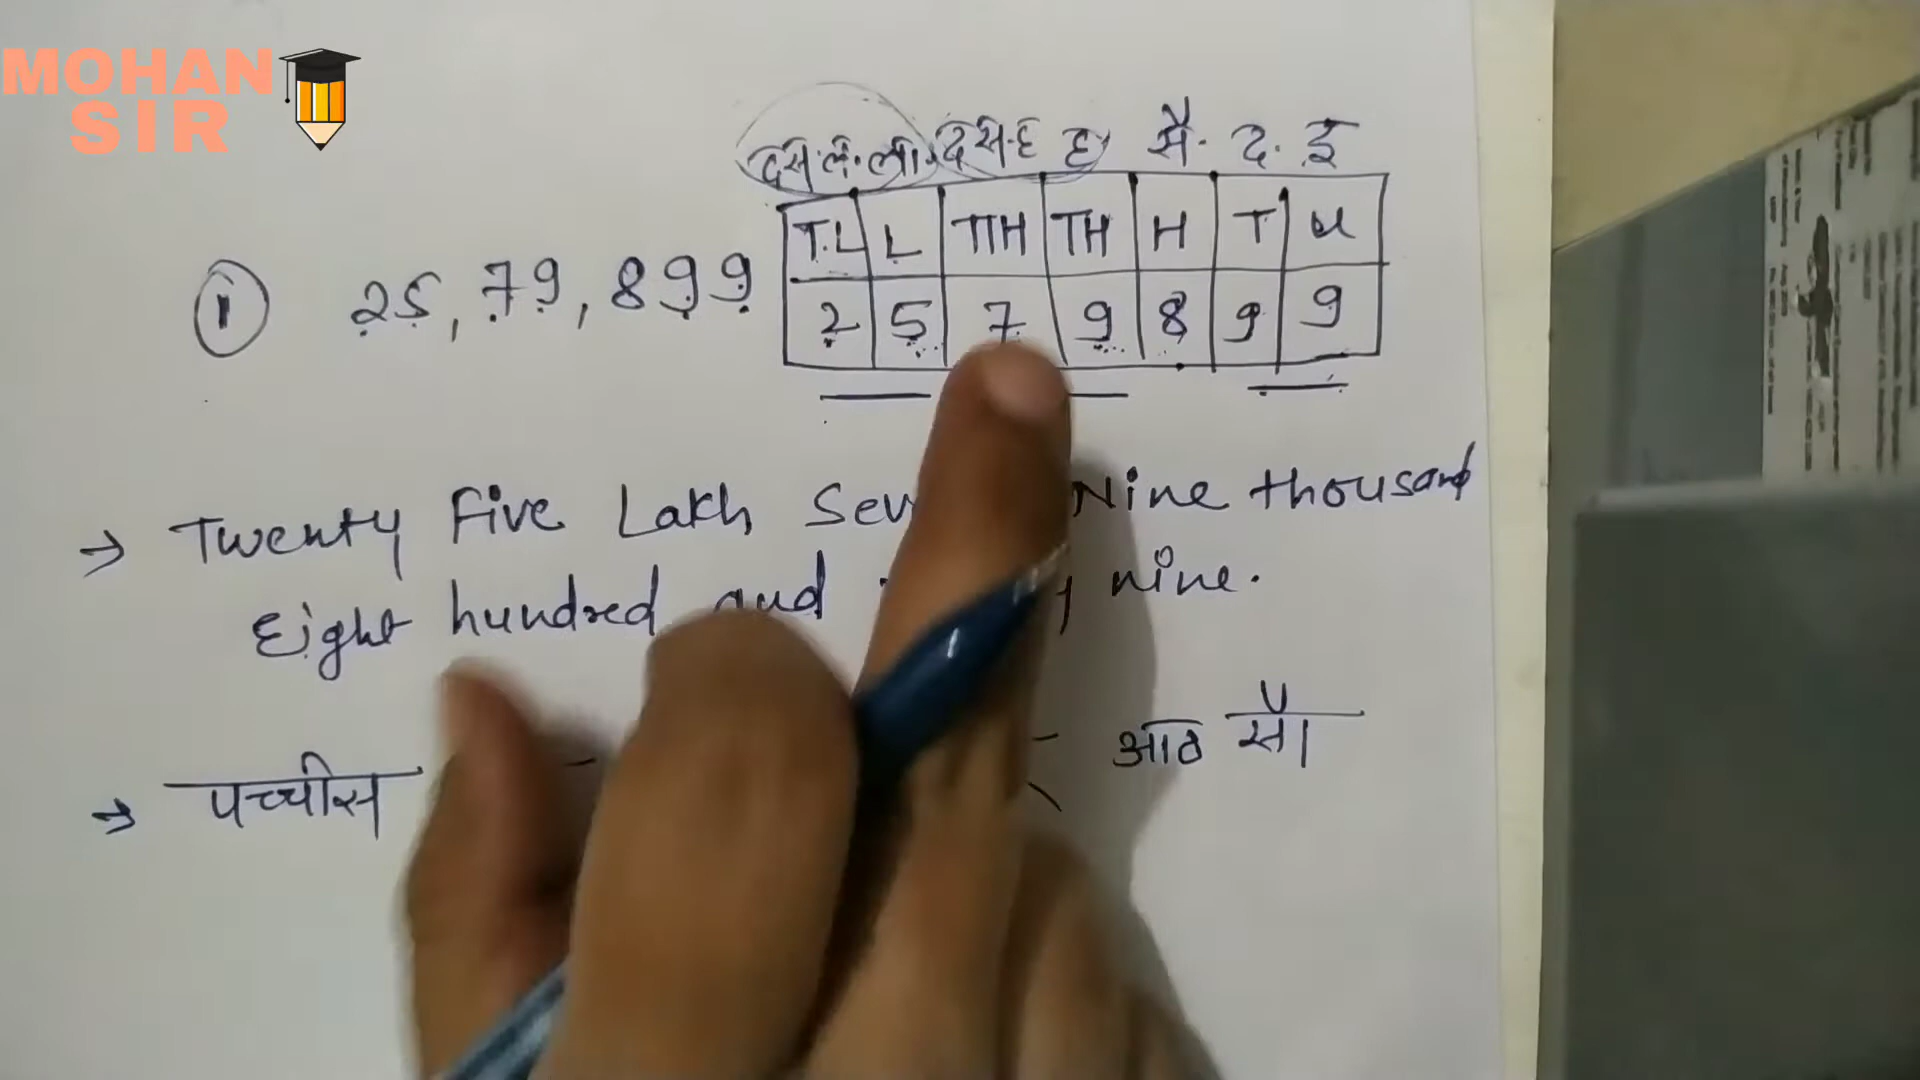 MOHAN
SIR
दस.ल. ला. दस.ह ह सै. द. इ
T.L L TTH TH H T U
① 25,79,899
2 5 7 9 8 9 9
→ Twenty Five Lakh Nine thousand
Eight hundred and nine.
→ पच्चीस आठ सौ